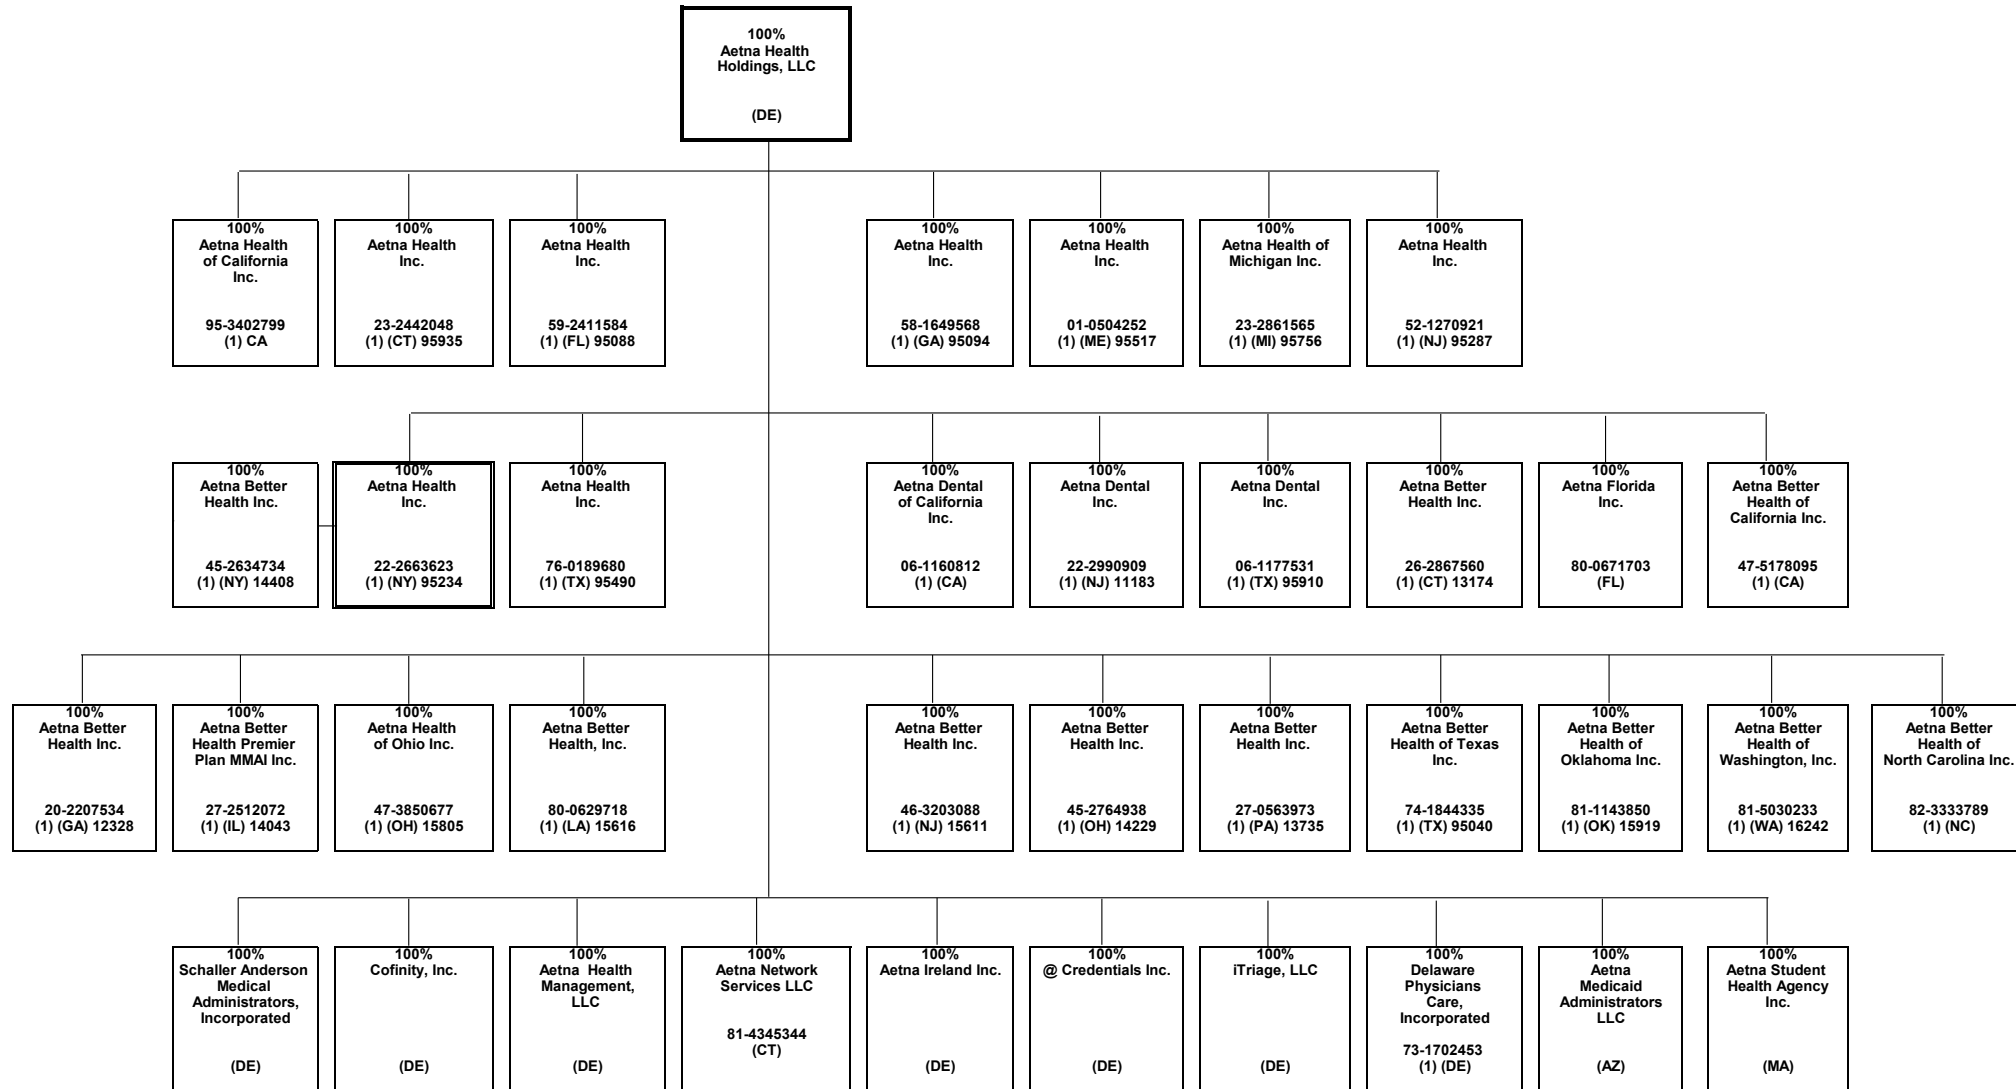 100%
Aetna Health
Holdings, LLC
(DE)
100%
Aetna Health
of California
Inc.
95-3402799
(1) CA
100%
Aetna Health
Inc.
23-2442048
(1) (CT) 95935
100%
Aetna Health
Inc.
59-2411584
(1) (FL) 95088
100%
Aetna Health
Inc.
58-1649568
(1) (GA) 95094
100%
Aetna Health
Inc.
01-0504252
(1) (ME) 95517
100%
Aetna Health of
Michigan Inc.
23-2861565
(1) (MI) 95756
100%
Aetna Health
Inc.
52-1270921
(1) (NJ) 95287
100%
Aetna Better
Health Inc.
45-2634734
(1) (NY) 14408
100%
Aetna Health
Inc.
22-2663623
(1) (NY) 95234
100%
Aetna Health
Inc.
76-0189680
(1) (TX) 95490
100%
Aetna Dental
of California
Inc.
06-1160812
(1) (CA)
100%
Aetna Dental
Inc.
22-2990909
(1) (NJ) 11183
100%
Aetna Dental
Inc.
06-1177531
(1) (TX) 95910
100%
Aetna Better
Health Inc.
26-2867560
(1) (CT) 13174
100%
Aetna Florida
Inc.
80-0671703
(FL)
100%
Aetna Better
Health of
California Inc.
47-5178095
(1) (CA)
100%
Aetna Better
Health Inc.
20-2207534
(1) (GA) 12328
100%
Aetna Better
Health Premier
Plan MMAI Inc.
27-2512072
(1) (IL) 14043
100%
Aetna Health
of Ohio Inc.
47-3850677
(1) (OH) 15805
100%
Aetna Better
Health, Inc.
80-0629718
(1) (LA) 15616
100%
Aetna Better
Health Inc.
46-3203088
(1) (NJ) 15611
100%
Aetna Better
Health Inc.
45-2764938
(1) (OH) 14229
100%
Aetna Better
Health Inc.
27-0563973
(1) (PA) 13735
100%
Aetna Better
Health of Texas
Inc.
74-1844335
(1) (TX) 95040
100%
Aetna Better
Health of
Oklahoma Inc.
81-1143850
(1) (OK) 15919
100%
Aetna Better
Health of
Washington, Inc.
81-5030233
(1) (WA) 16242
100%
Aetna Better
Health of
North Carolina Inc.
82-3333789
(1) (NC)
100%
Schaller Anderson
Medical
Administrators,
Incorporated
(DE)
100%
Cofinity, Inc.
(DE)
100%
Aetna Health
Management,
LLC
(DE)
100%
Aetna Network
Services LLC
81-4345344
(CT)
100%
Aetna Ireland Inc.
(DE)
100%
@ Credentials Inc.
(DE)
100%
iTriage, LLC
(DE)
100%
Delaware
Physicians
Care,
Incorporated
73-1702453
(1) (DE)
100%
Aetna
Medicaid
Administrators
LLC
(AZ)
100%
Aetna Student
Health Agency
Inc.
(MA)